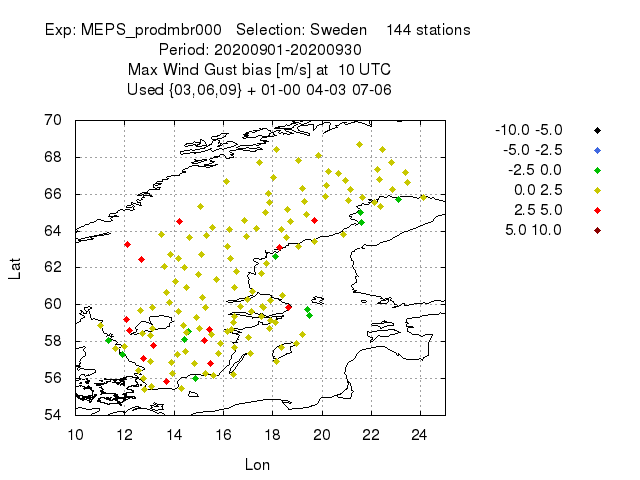 Exp: MEPS_prodmbr000 Selection: Sweden 144 stations
Period: 20200901-20200930
Max Wind Gust bias [m/s] at 10 UTC
Used {03,06,09} + 01-00 04-03 07-06
-10.0 -5.0
-5.0 -2.5
-2.5 0.0
0.0 2.5
2.5 5.0
5.0 10.0
Lat
70
68
66
64
62
60
58
56
54
10 12 14 16 18 20 22 24
Lon